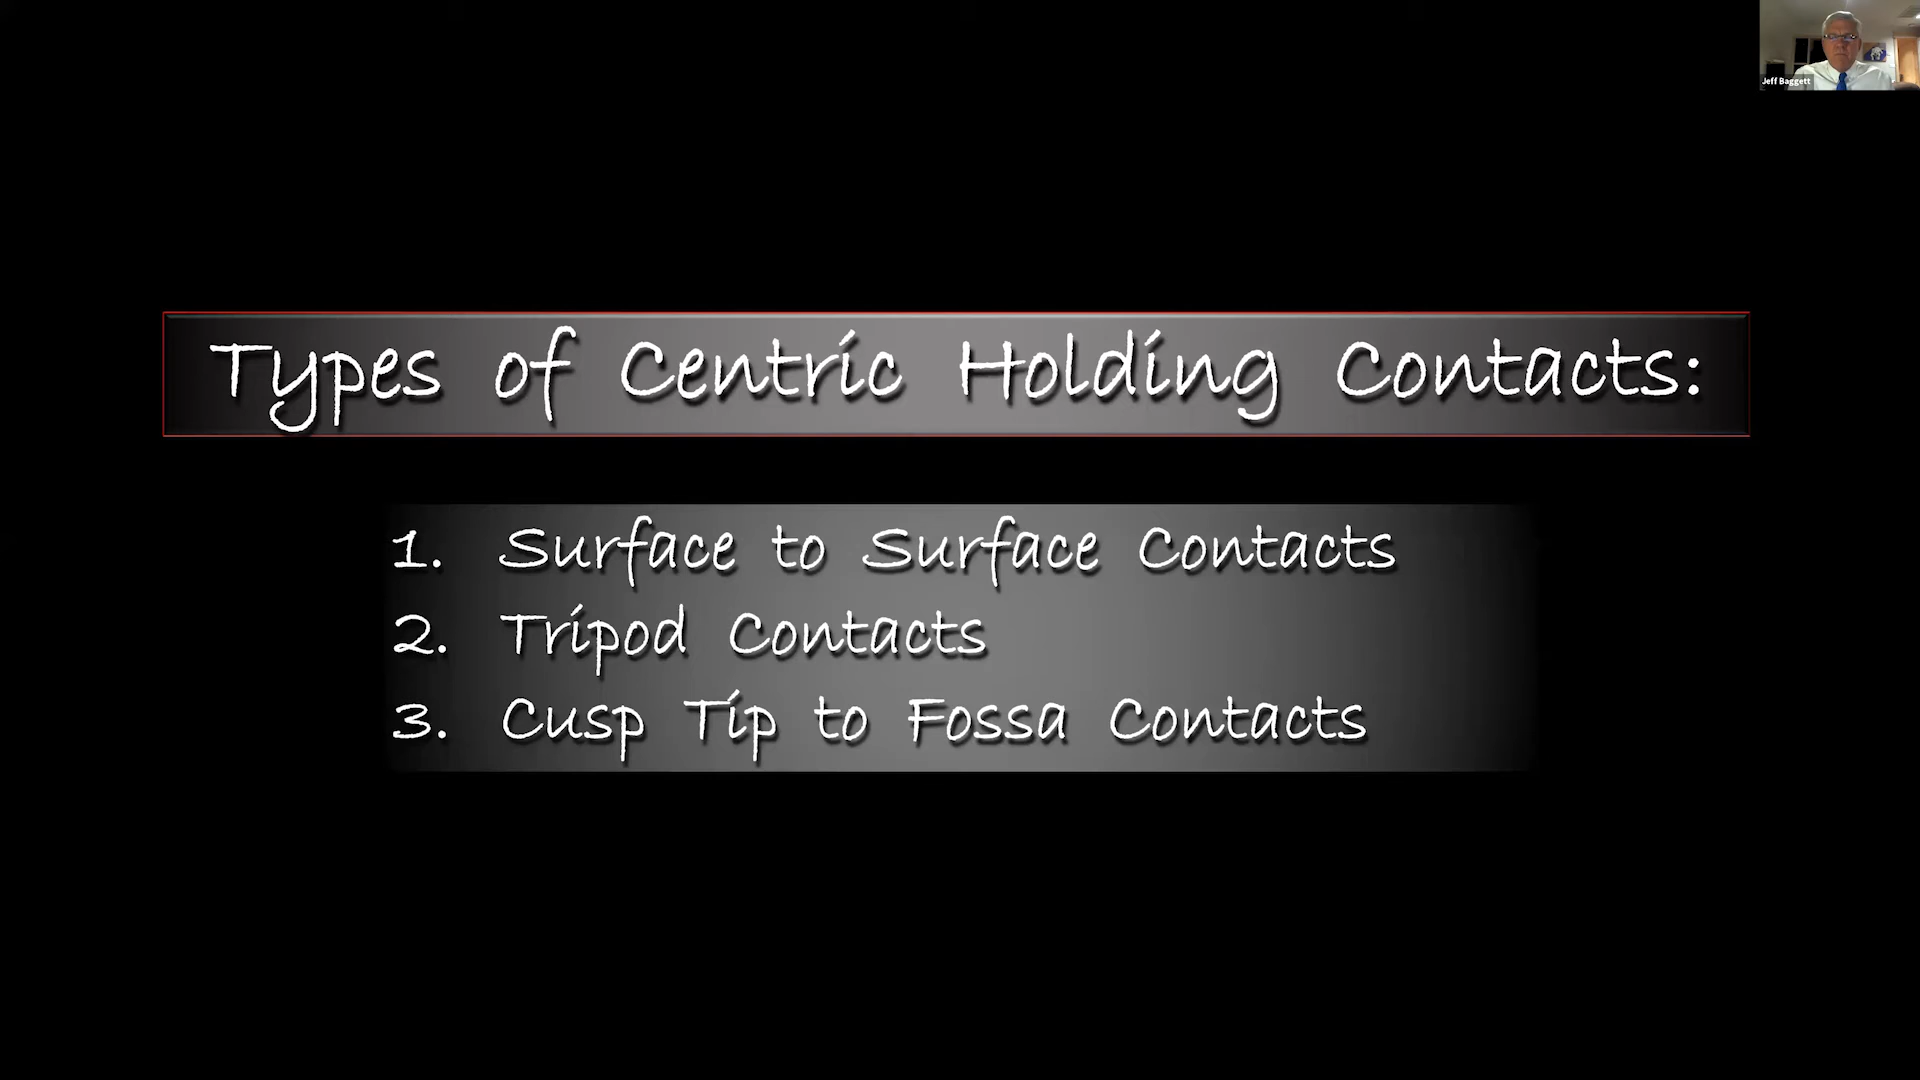 Jeff Baggett
Types of Centric Holding Contacts:
1. Surface to Surface Contacts
2. Tripod Contacts
3. Cusp Tip to Fossa Contacts